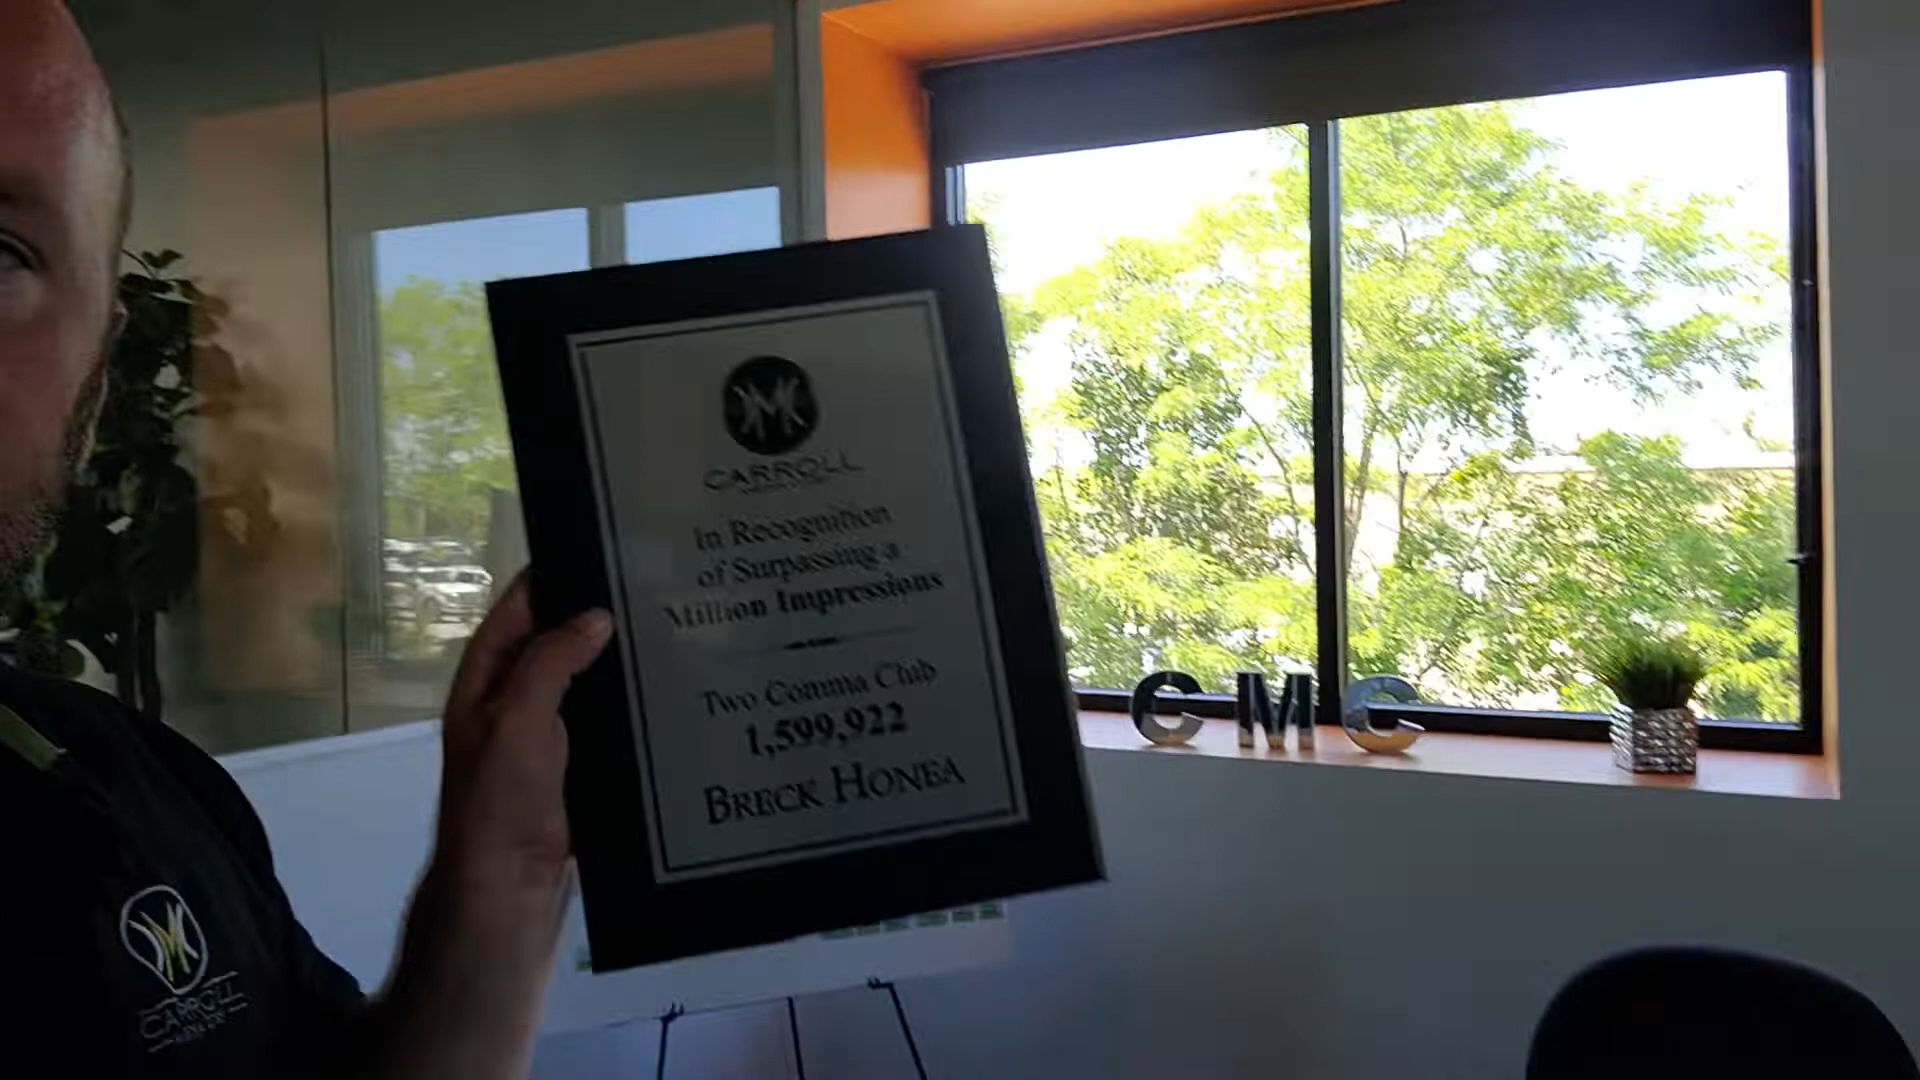 CARROLL
In Recognition
of Surpassing a
Million Impressions
Two Comma Club
1,599,922
BRECK HONEA
CMC
CARROLL